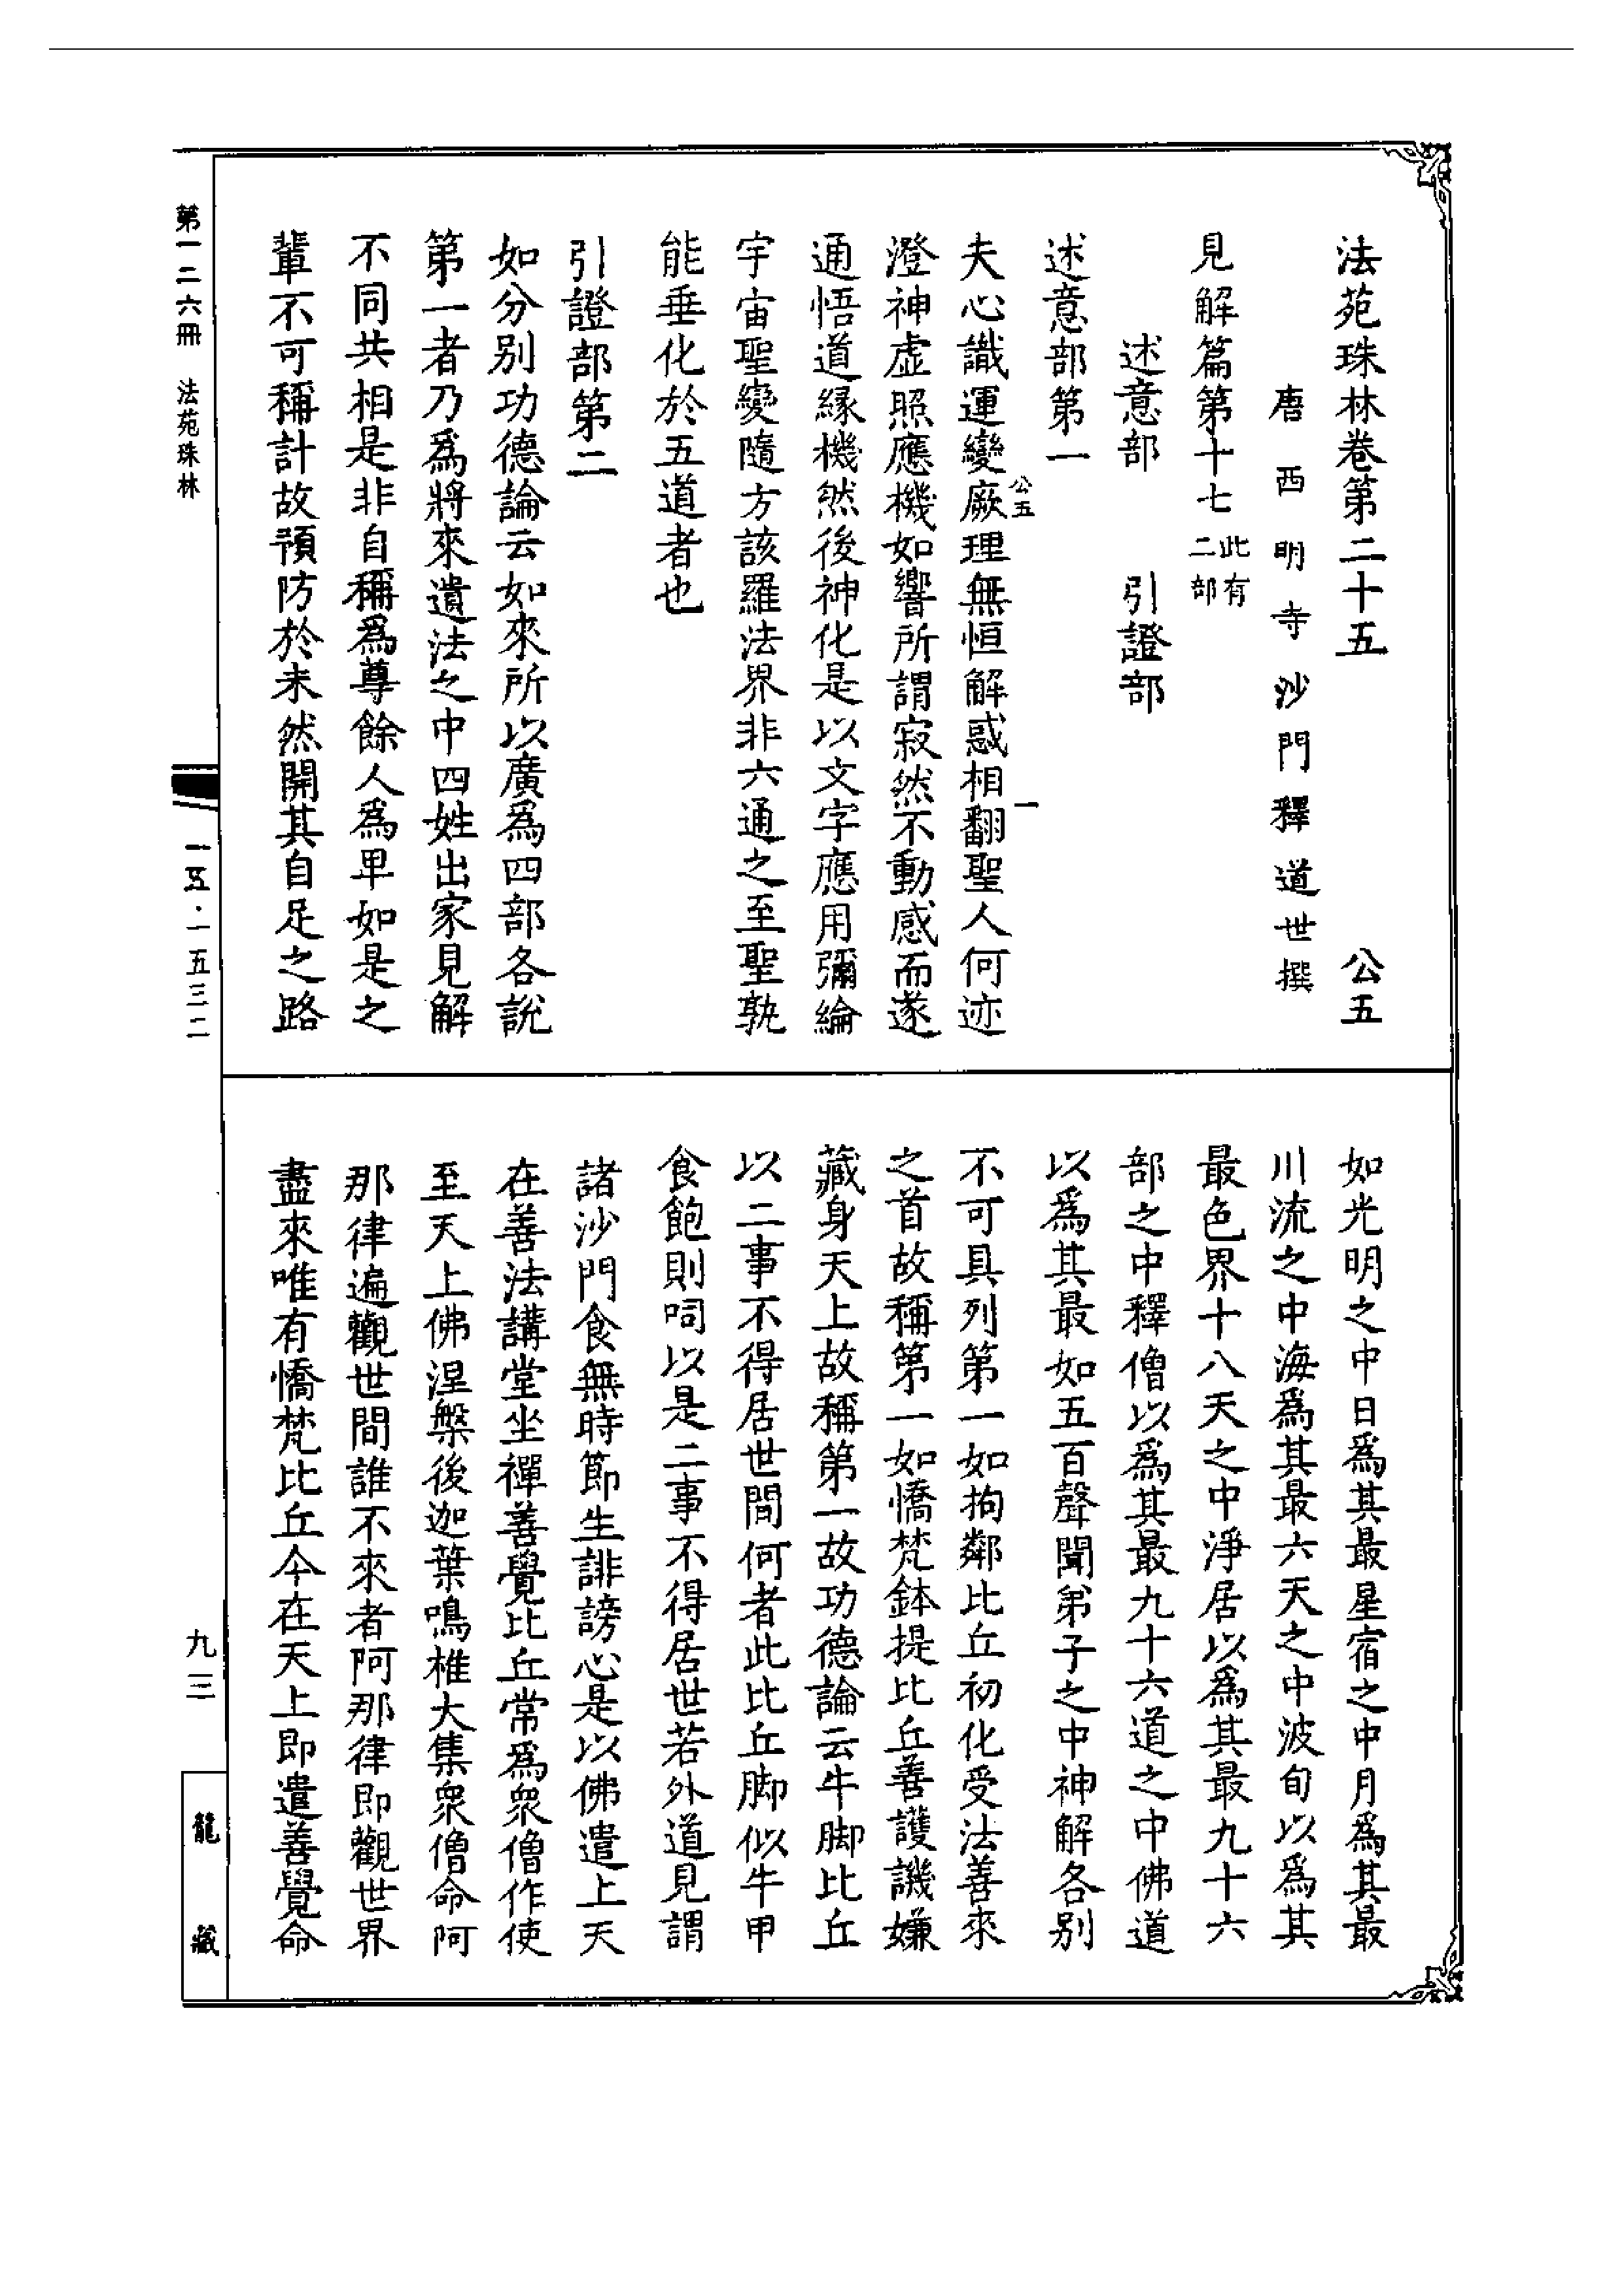 法苑珠林卷第二十五　公五
唐西明寺沙門釋道世撰
見解篇第十七此有二部
述意部　引證部
述意部第一
夫心識運變厥理無恒解惑相翻聖人何迹
公五　一
澄神虛照應機如響所謂寂然不動感而遂
通悟道緣機然後神化是以文字應用彌綸
宇宙聖變隨方該羅法界非六通之至聖孰
能垂化於五道者也
引證部第二
如分別功德論云如來所以廣爲四部各說
第一者乃爲將來遺法之中四姓出家見解
不同共相是非自稱爲尊餘人爲卑如是之
輩不可稱計故預防於未然開其自足之路
如光明之中日爲其最星宿之中月爲其最
川流之中海爲其最六天之中波旬以爲其
最色界十八天之中淨居以爲其最九十六
部之中釋僧以爲其最九十六道之中佛道
以爲其最如五百聲聞弟子之中神解各別
不可具列第一如拘鄰比丘初化受法善來
之首故稱第一如憍梵鉢提比丘善護譏嫌
藏身天上故稱第一故功德論云牛脚比丘
以二事不得居世間何者此比丘脚似牛甲
食飽則呞以是二事不得居世若外道見謂
諸沙門食無時節生誹謗心是以佛遣上天
在善法講堂坐禪善覺比丘常爲衆僧作使
至天上佛涅槃後迦葉鳴椎大集衆僧命阿
那律遍觀世間誰不來者阿那律即觀世界
盡來唯有憍梵比丘今在天上即遣善覺命
第一二六冊　法苑珠林
一五·一五三二
九三
龍藏